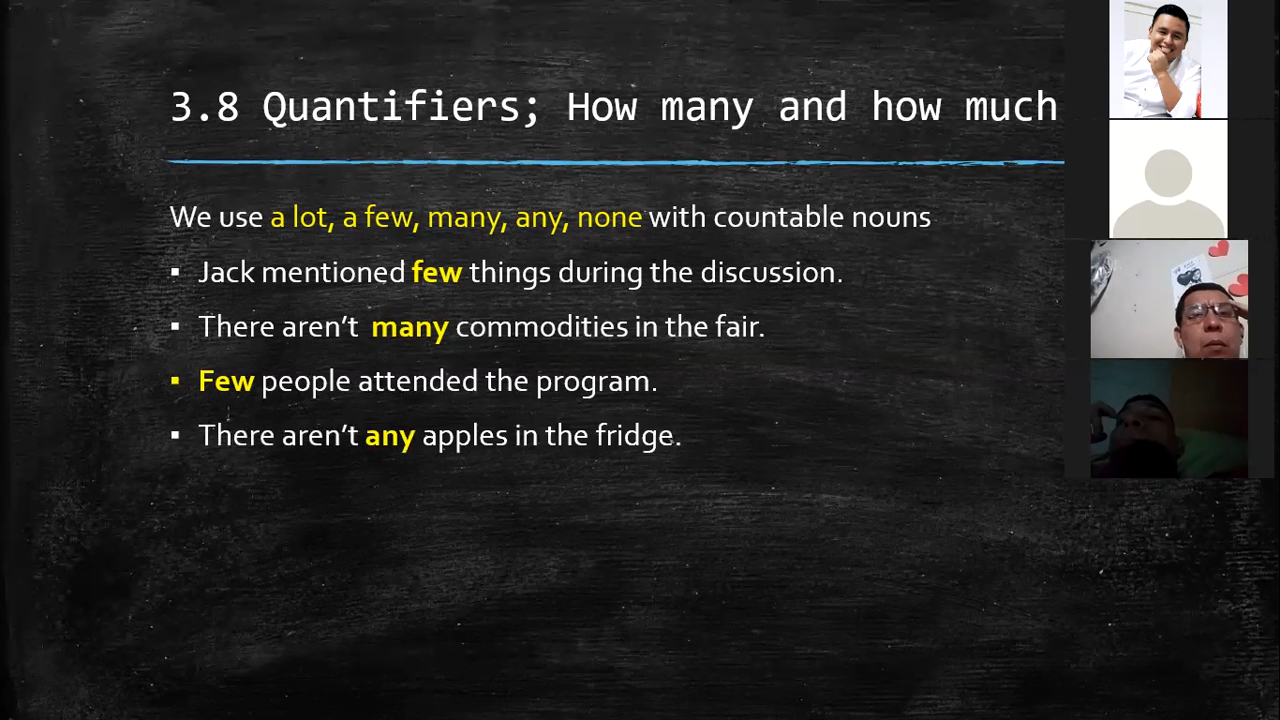 3.8 Quantifiers; How many and how much
We use a lot, a few, many, any, none with countable nouns
▪ Jack mentioned few things during the discussion.
▪ There aren’t many commodities in the fair.
▪ Few people attended the program.
▪ There aren’t any apples in the fridge.